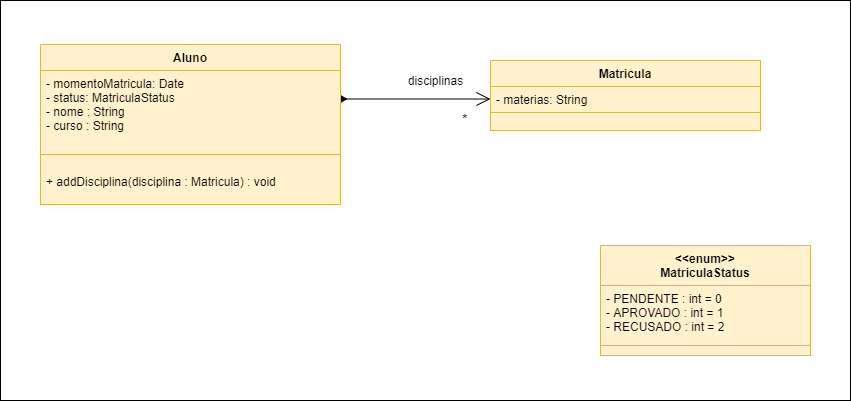 Aluno
- momentoMatricula: Date
- status: MatriculaStatus
- nome : String
- curso : String
+ addDisciplina(disciplina : Matricula) : void
disciplinas
*
Matricula
- materias: String
<<enum>>
MatriculaStatus
- PENDENTE : int = 0
- APROVADO : int = 1
- RECUSADO : int = 2